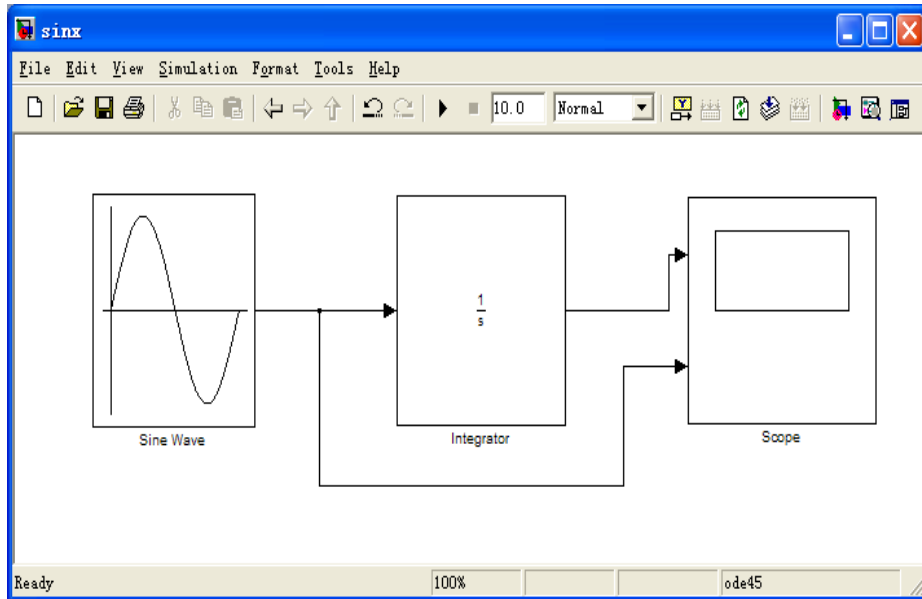 sinx
File Edit View Simulation Format Tools Help
10.0 Normal
1
s
Sine Wave Integrator Scope
Ready 100% ode45